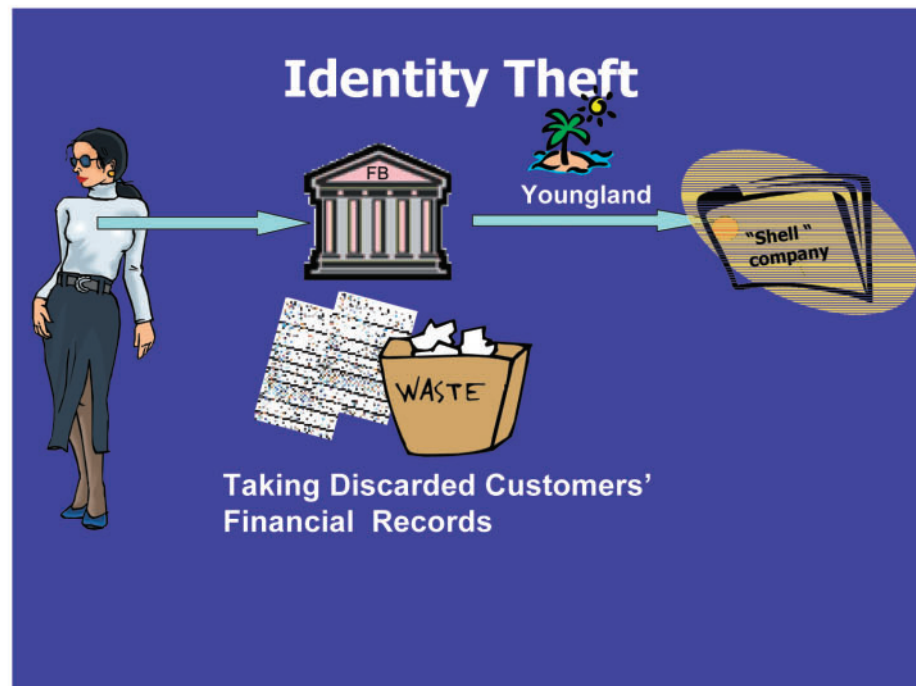 Identity Theft
FB
Youngland
"Shell "
company
WASTE
Taking Discarded Customers’
Financial  Records